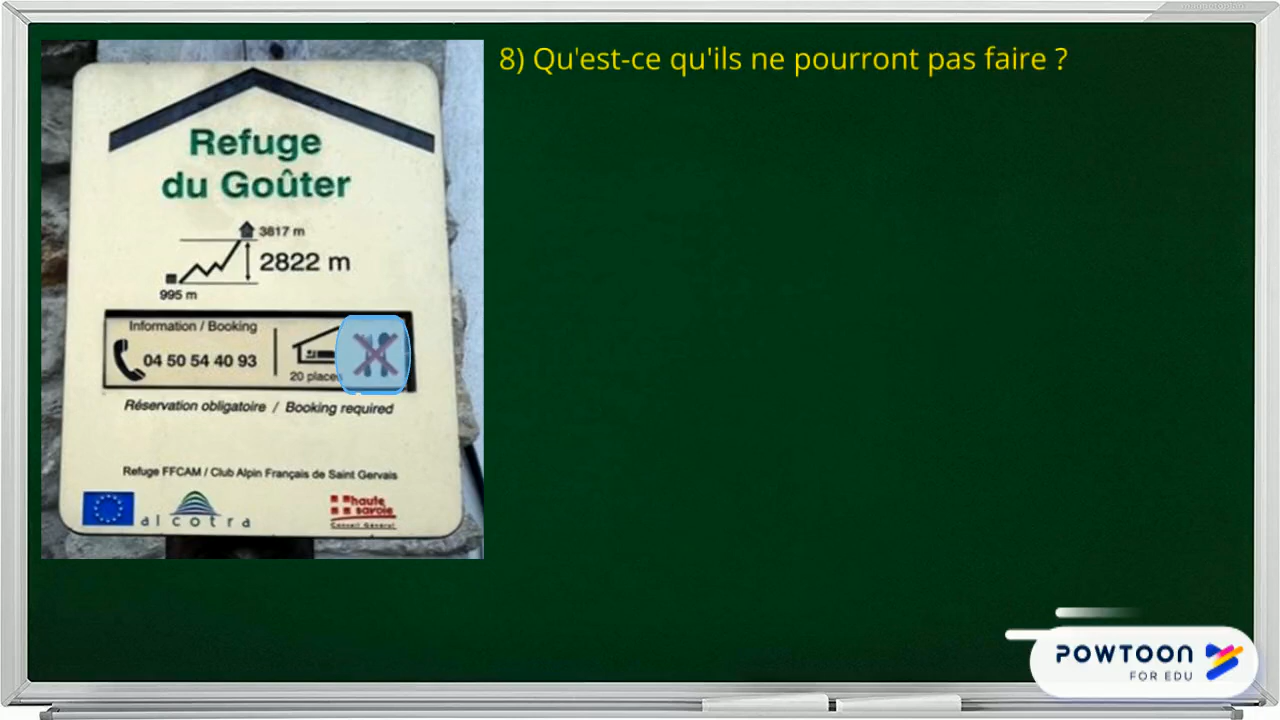 8) Qu'est-ce qu'ils ne pourront pas faire ?
Refuge
du Goûter
3817 m
2822 m
995 m
Information / Booking
04 50 54 40 93
20 places
Réservation obligatoire / Booking required
Refuge FFCAM / Club Alpin Français de Saint Gervais
alcotra
haute
savoie
Conseil Général
POWTOON
FOR EDU